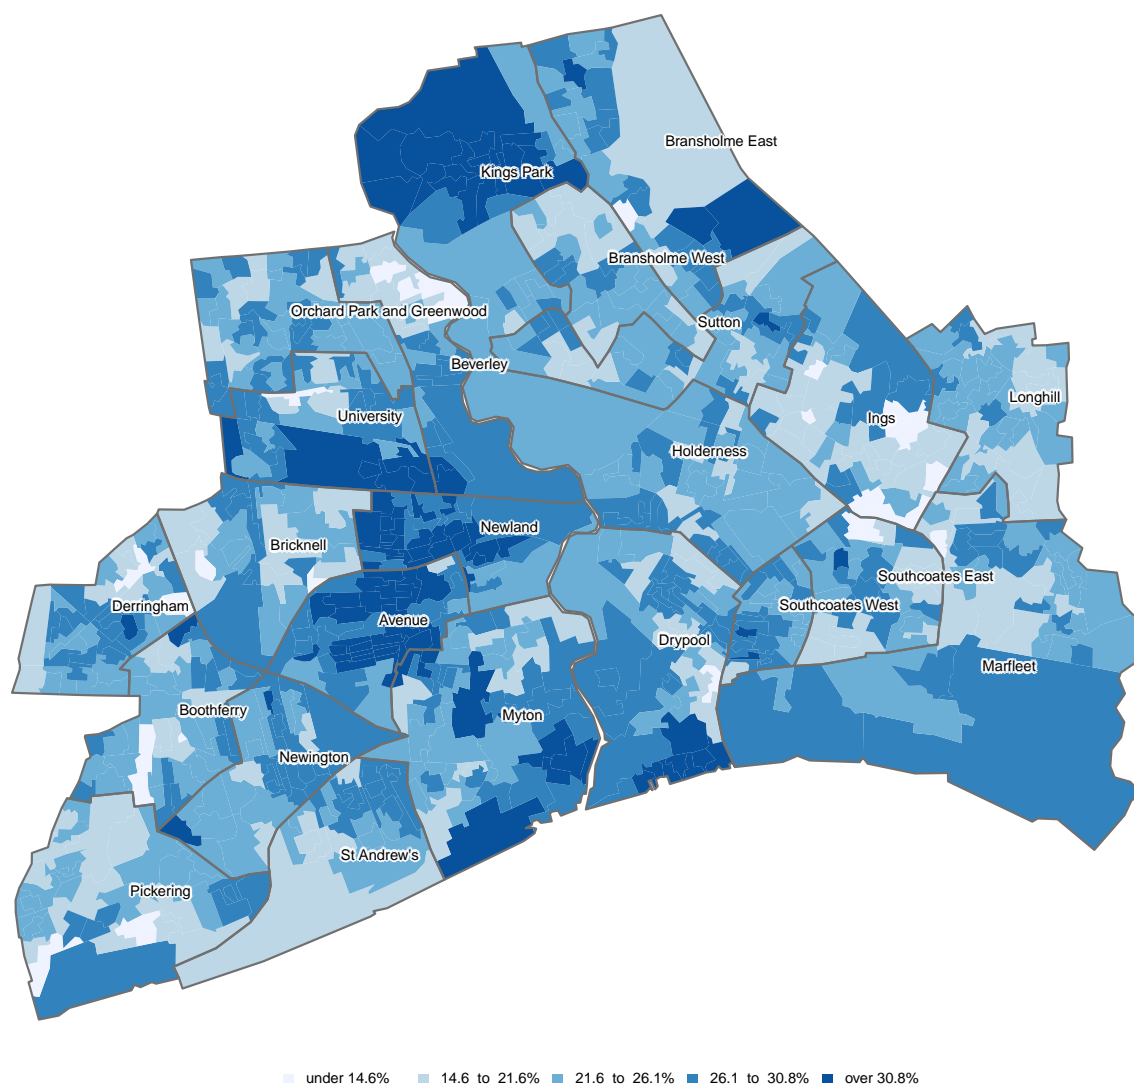 Bransholme East
Kings Park
Bransholme West
Orchard Park and Greenwood
Sutton
Beverley
Longhill
University
Ings
Holderness
Newland
Bricknell
Southcoates East
Derringham
Southcoates West
Avenue
Drypool
Marfleet
Boothferry
Myton
Newington
St Andrew's
Pickering
under 14.6% 14.6 to 21.6% 21.6 to 26.1% 26.1 to 30.8% over 30.8%